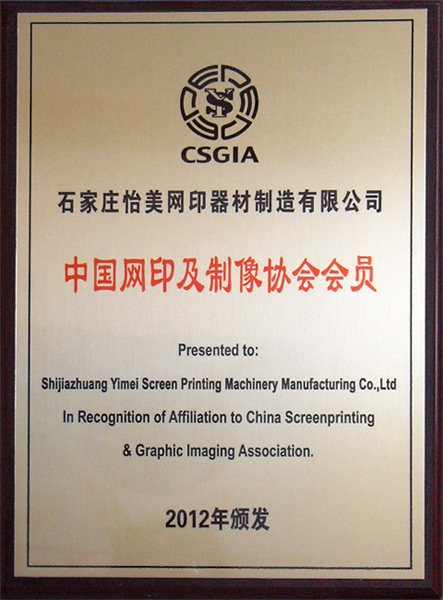 CSGIA
石家庄怡美网印器材制造有限公司
中国网印及制像协会会员
Presented to:
Shijiazhuang Yimei Screen Printing Machinery Manufacturing Co.,Ltd
In Recognition of Affiliation to China Screenprinting
& Graphic Imaging Association.
2012年颁发